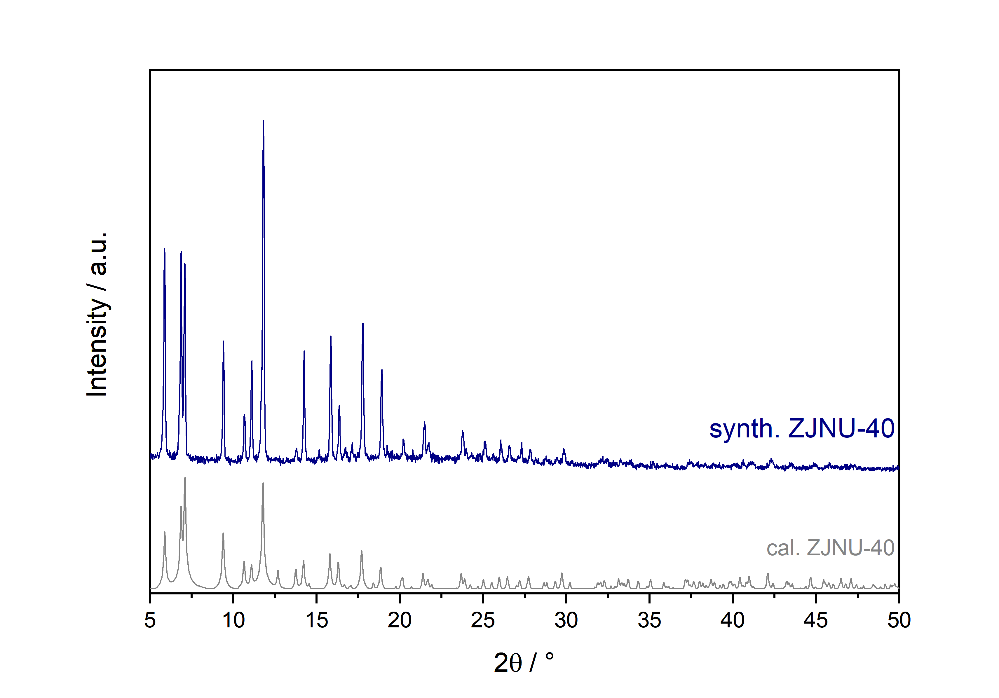 Intensity / a.u.
synth. ZJNU-40
cal. ZJNU-40
5 10 15 20 25 30 35 40 45 50
2θ / °